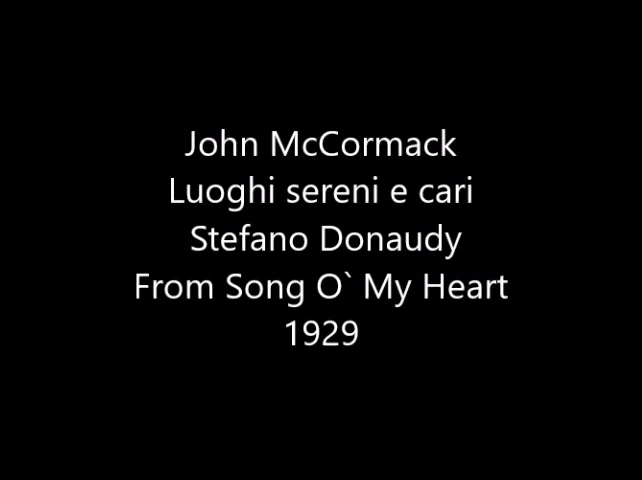 John McCormack
Luoghi sereni e cari
Stefano Donaudy
From Song O` My Heart
1929